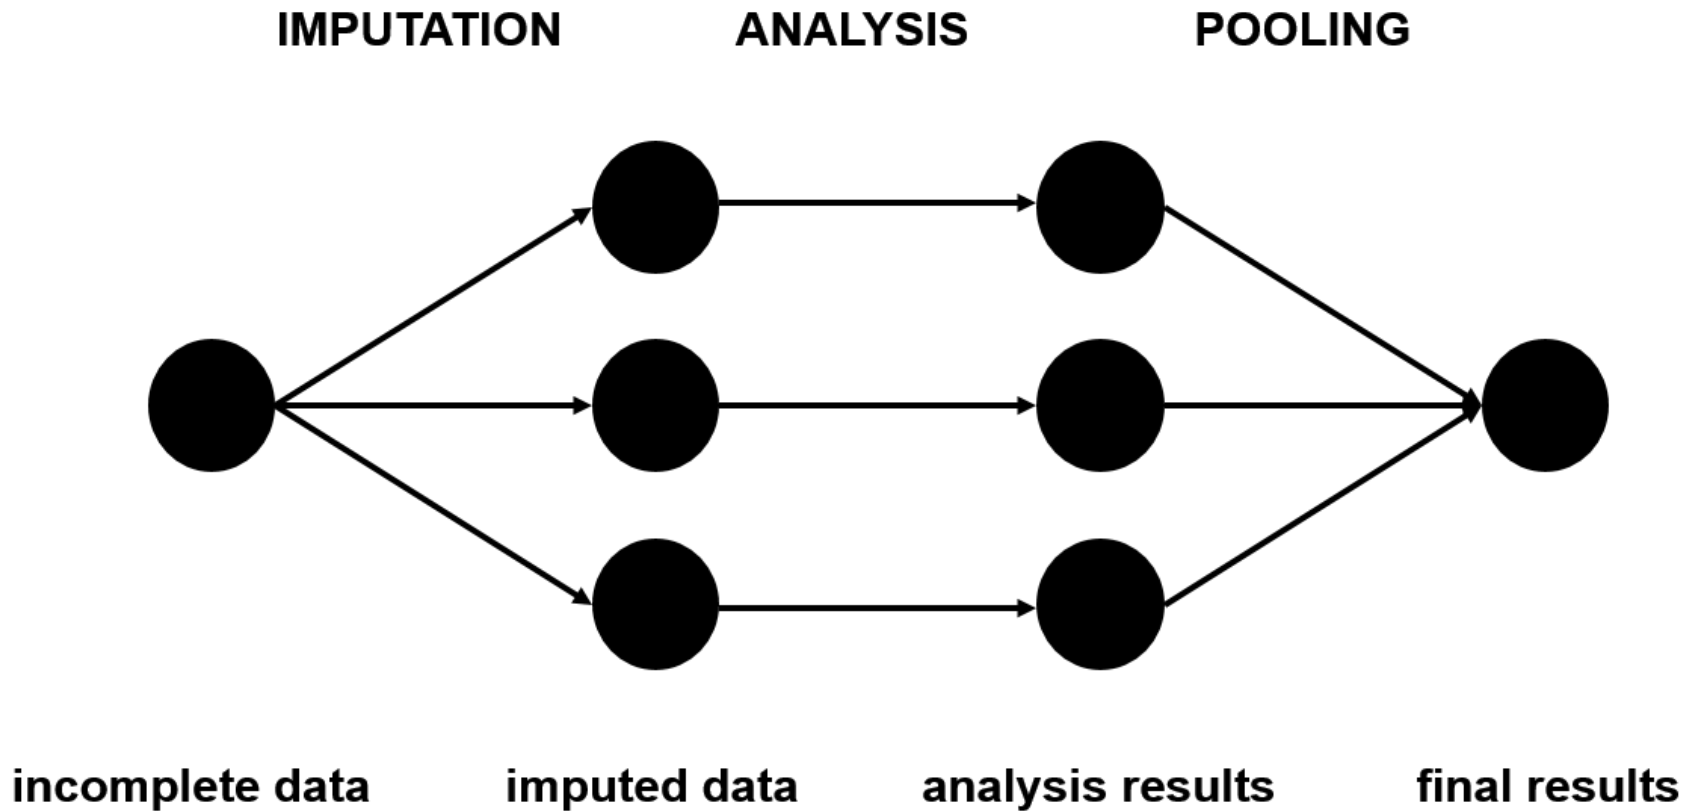 IMPUTATION ANALYSIS POOLING
incomplete data imputed data analysis results final results